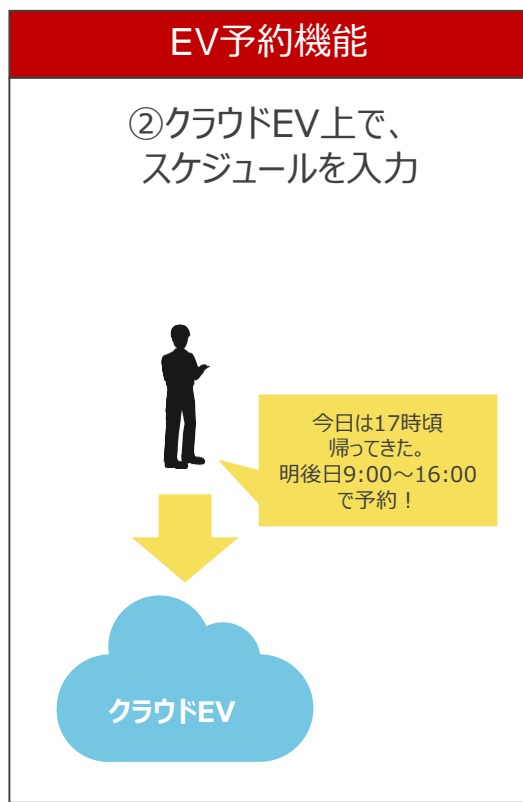 EV予約機能
②クラウドEV上で、
スケジュールを入力
今日は17時頃
帰ってきた。
明後日9:00～16:00
で予約！
クラウドEV